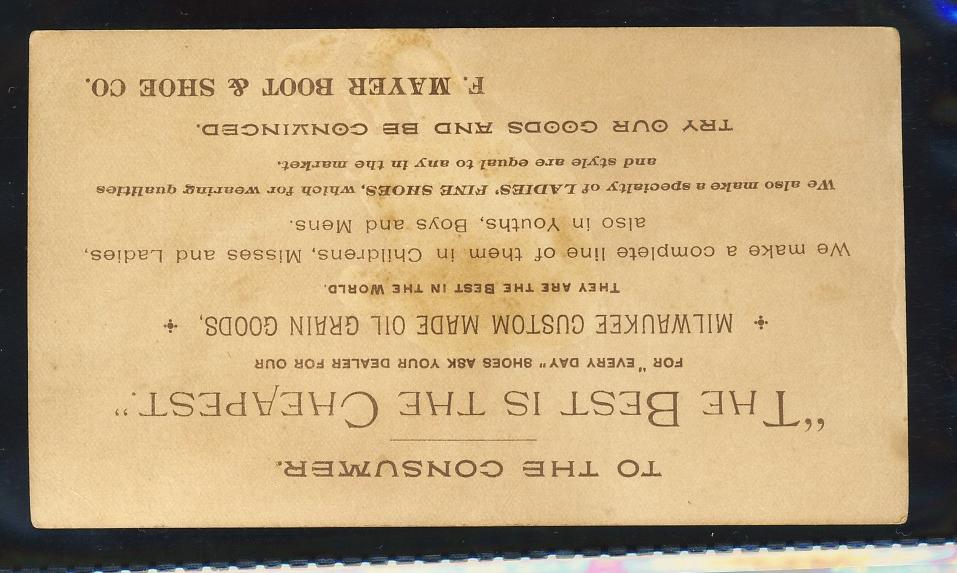 TO THE CONSUMER.
"THE BEST IS THE CHEAPEST."
FOR "EVERY DAY" SHOES ASK YOUR DEALER FOR OUR
MILWAUKEE CUSTOM MADE OIL GRAIN GOODS,
THEY ARE THE BEST IN THE WORLD.
We make a complete line of them in Childrens, Misses and Ladies,
also in Youths, Boys and Mens.
We also make a specialty of LADIES' FINE SHOES, which for wearing qualities
and style are equal to any in the market.
TRY OUR GOODS AND BE CONVINCED.
F. MAYER BOOT & SHOE CO.